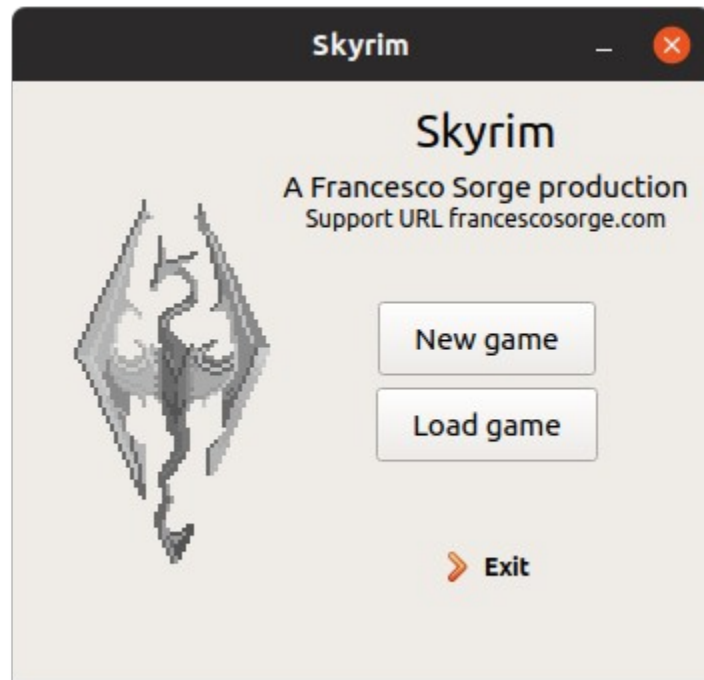 Skyrim
Skyrim
A Francesco Sorge production
Support URL francescosorge.com
New game
Load game
Exit